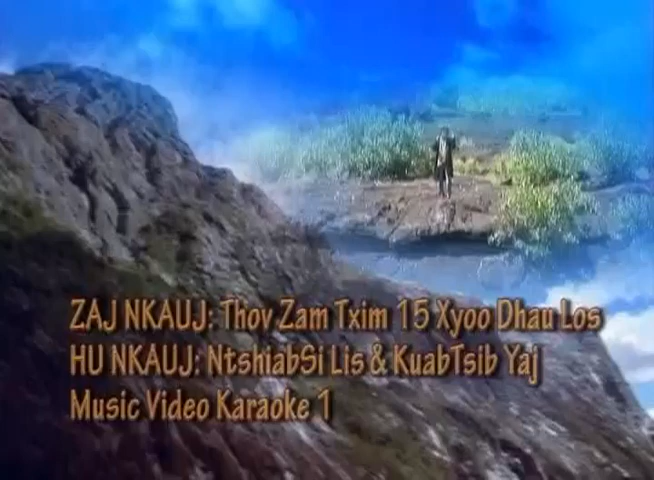 ZAJ NKAUJ: Thov Zam Txim 15 Xyoo Dhau Los
HU NKAUJ: NtshiabSi Lis & KuabTsib Yaj
Music Video Karaoke 1